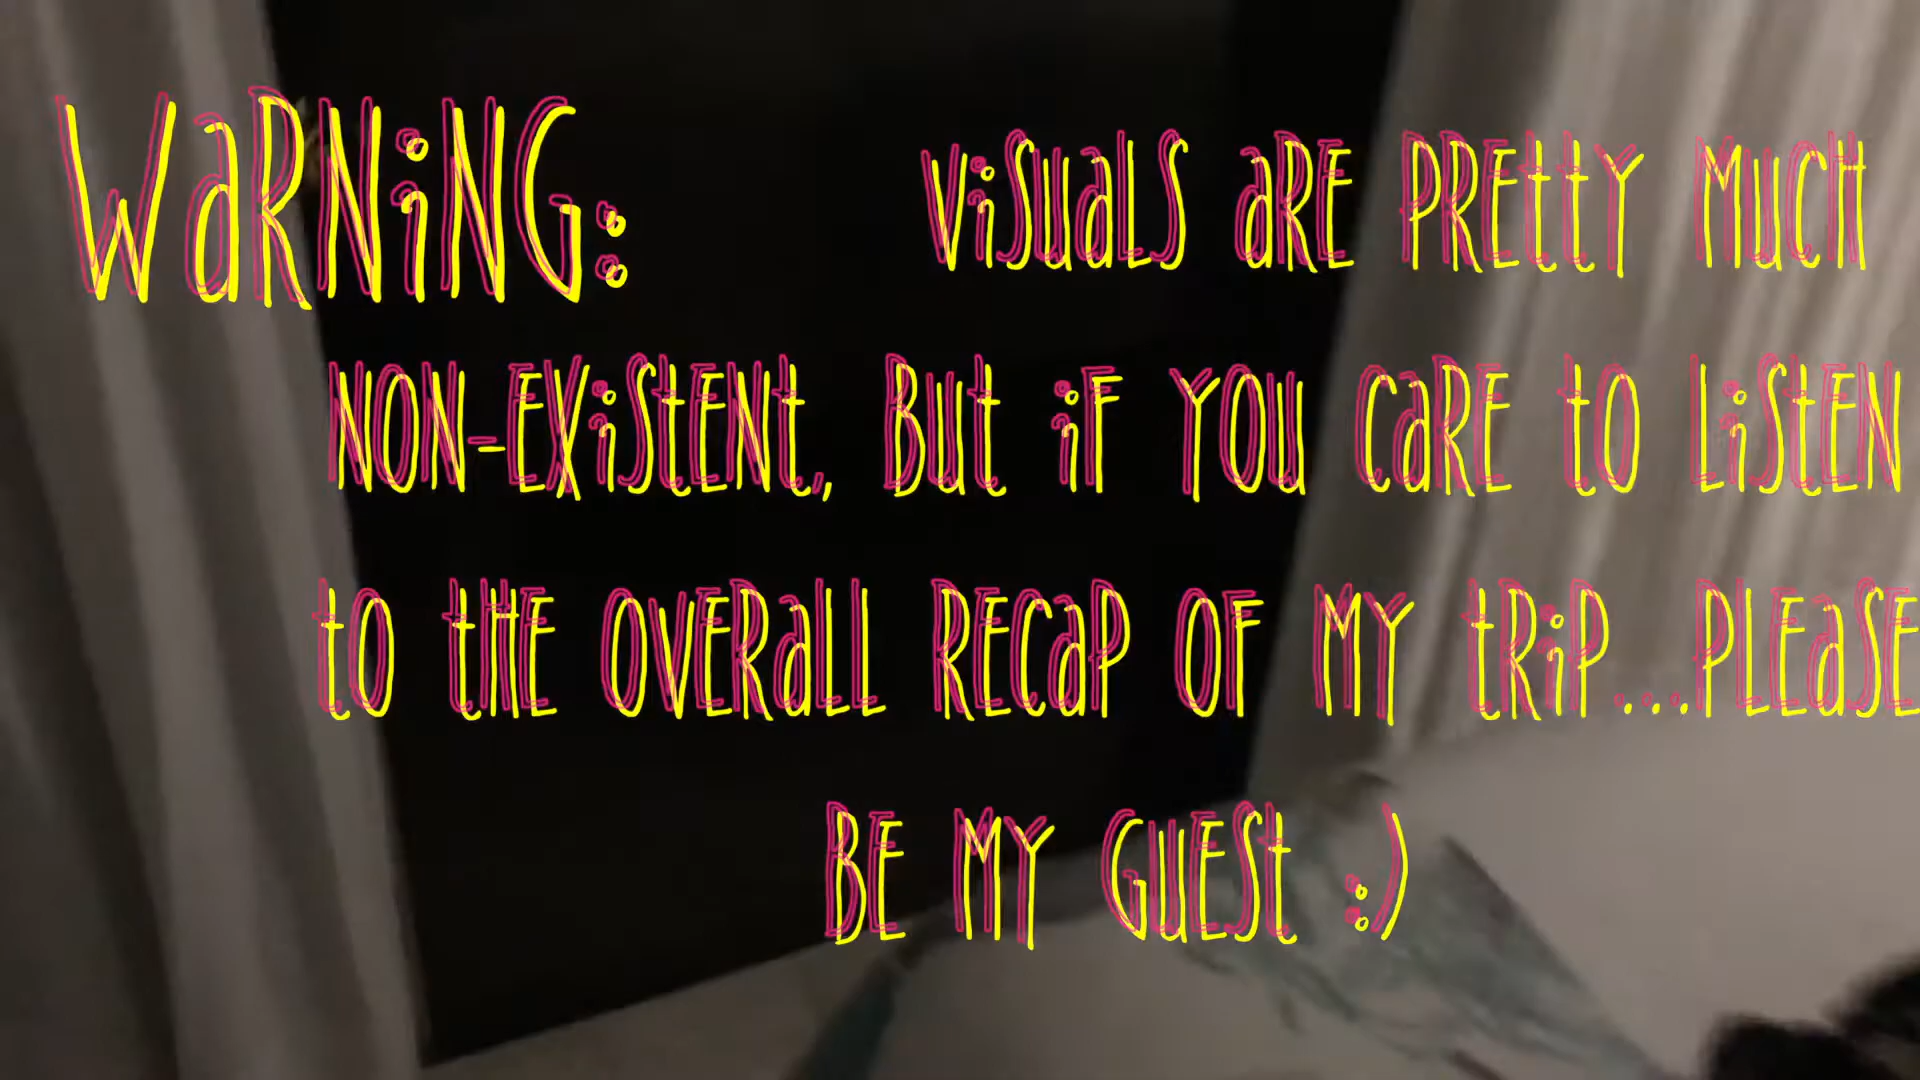 WaRNiNG:
ViSuaLS aRE PREttY MuCH
NON-EXiStENt, But iF YOu CaRE tO LiStEN
tO tHE OVERaLL RECaP OF MY tRiP...PLEaSE
BE MY GuESt :)